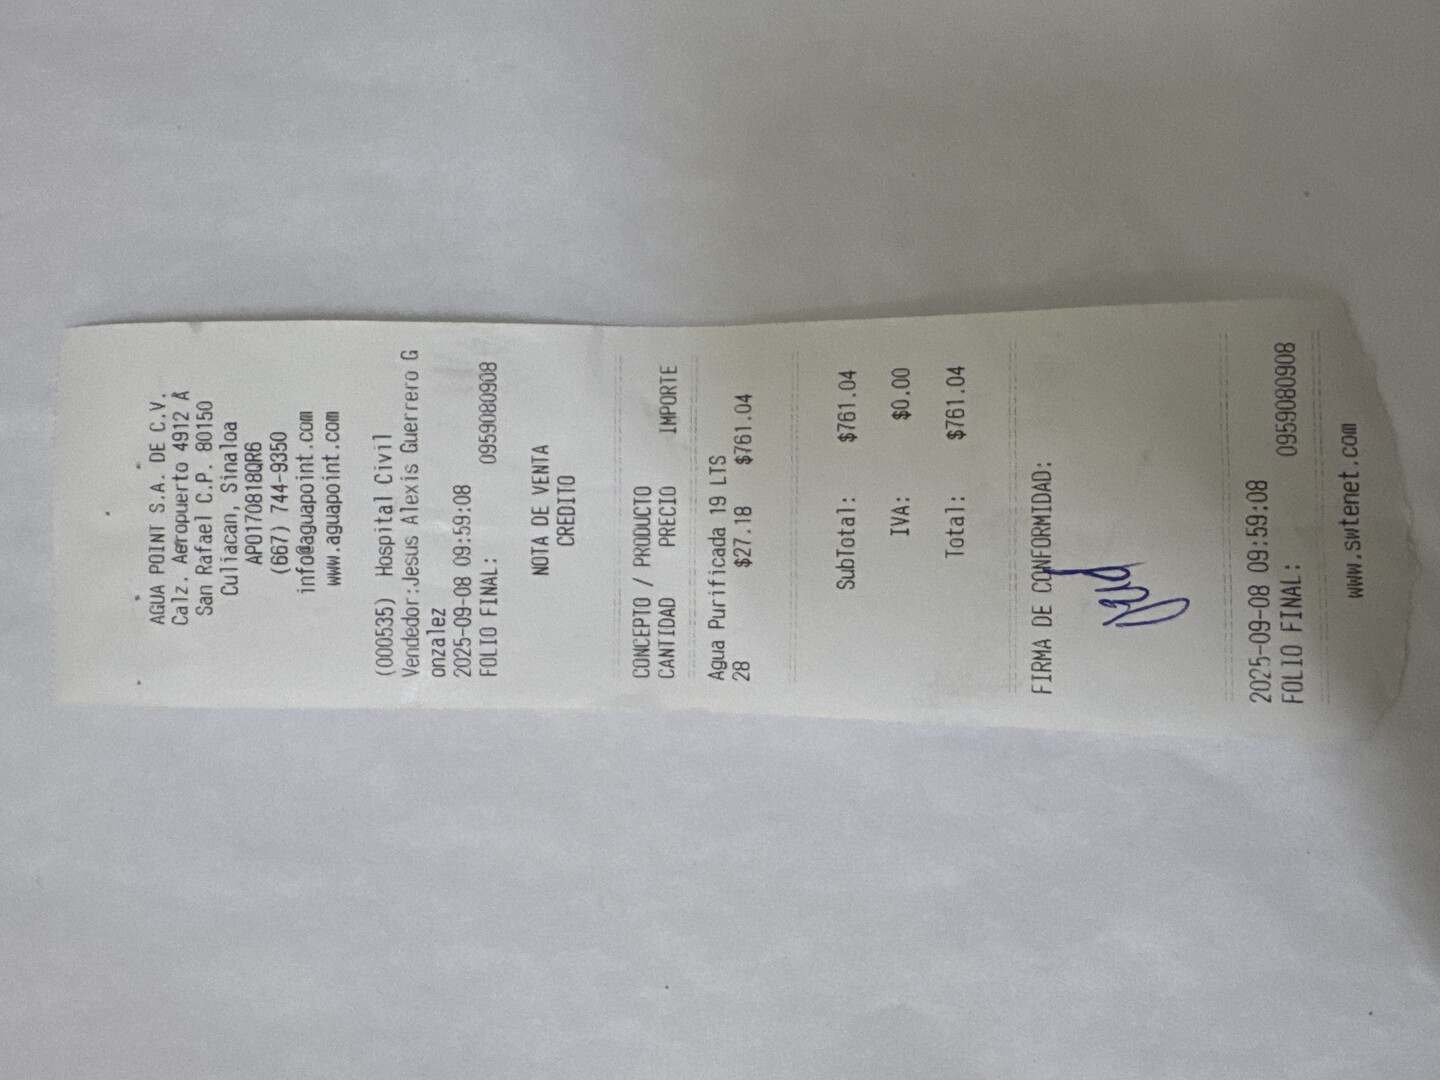 AGUA POINT S.A. DE C.V.
Calz. Aeropuerto 4912 A
San Rafael C.P. 80150
Culiacan, Sinaloa
APO170818QR6
(667) 744-9350
info@aguapoint.com
www.aguapoint.com
(000535) Hospital Civil
Vendedor:Jesus Alexis Guerrero G
onzalez
2025-09-08 09:59:08
FOLIO FINAL: 0959080908
NOTA DE VENTA
CREDITO
CONCEPTO / PRODUCTO
CANTIDAD PRECIO IMPORTE
Agua Purificada 19 LTS
28 $27.18 $761.04
SubTotal: $761.04
IVA: $0.00
Total: $761.04
FIRMA DE CONFORMIDAD:
2025-09-08 09:59:08
FOLIO FINAL: 0959080908
www.swtenet.com